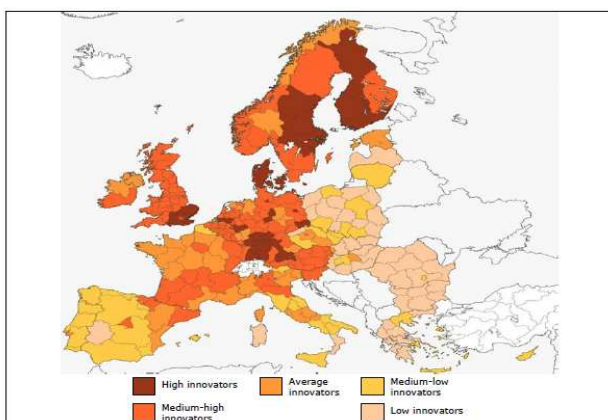 High innovators
Average
innovators
Medium-low
innovators
Medium-high
innovators
Low innovators